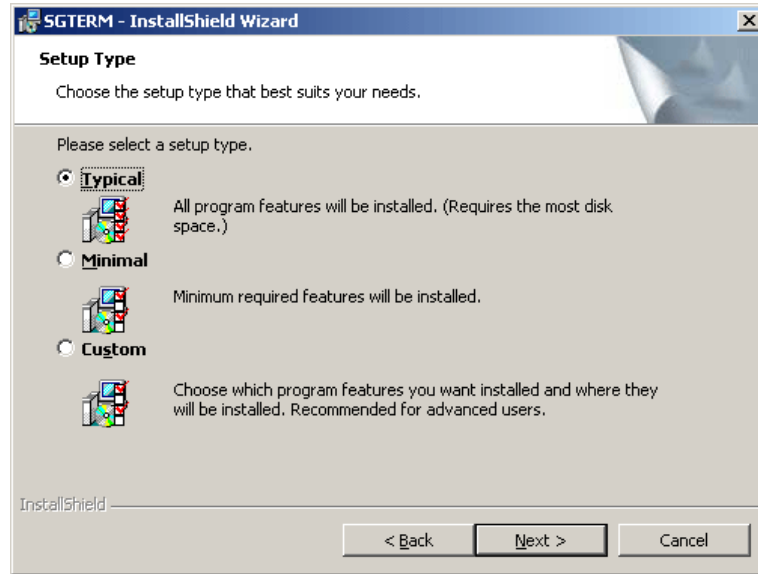 SGTERM - InstallShield Wizard
Setup Type
Choose the setup type that best suits your needs.
Please select a setup type.
Typical
All program features will be installed. (Requires the most disk
space.)
Minimal
Minimum required features will be installed.
Custom
Choose which program features you want installed and where they
will be installed. Recommended for advanced users.
InstallShield
< Back
Next >
Cancel